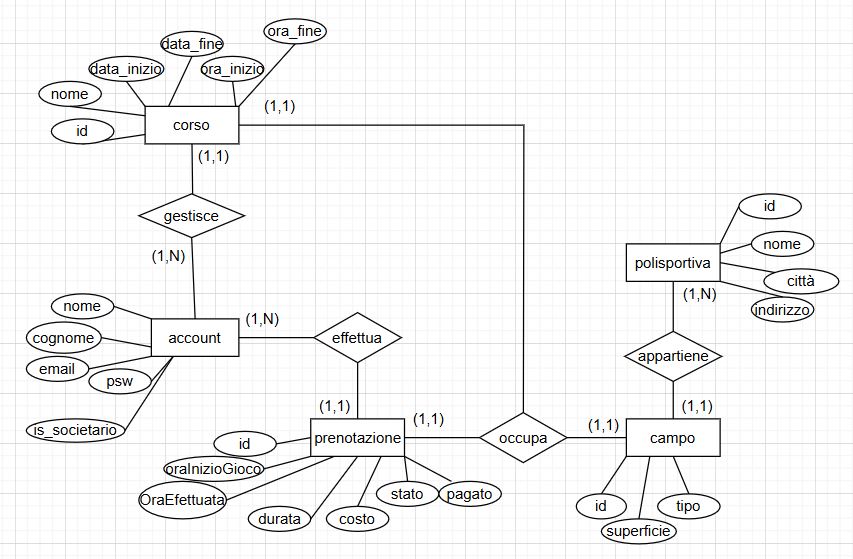 ora_fine
data_fine
data_inizio
ora_inizio
nome
(1,1)
id
corso
(1,1)
gestisce
(1,N)
id
nome
polisportiva
città
(1,N)
indirizzo
nome
(1,N)
cognome
account
effettua
email
psw
appartiene
is_societario
(1,1)
(1,1)
(1,1)
(1,1)
id
prenotazione
occupa
campo
oraInizioGioco
OraEfettuata
stato
pagato
durata
costo
id
tipo
superficie